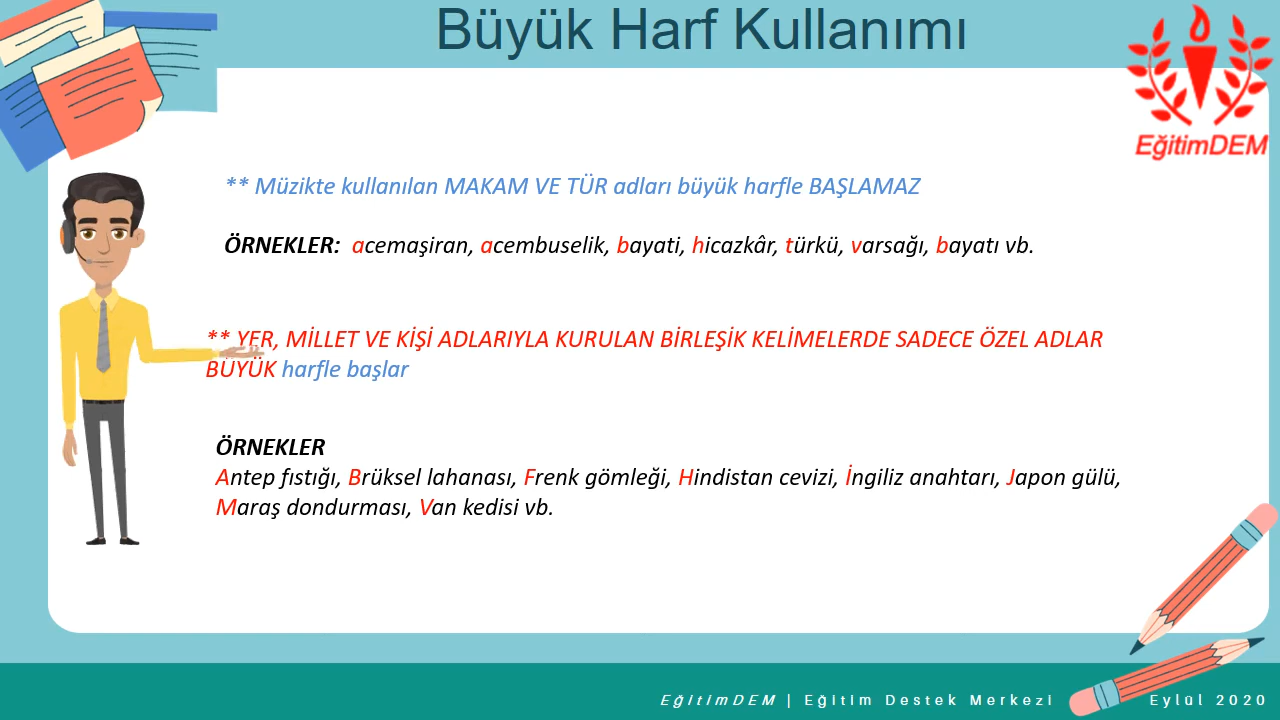 Büyük Harf Kullanımı
EğitimDEM
** Müzikte kullanılan MAKAM VE TÜR adları büyük harfle BAŞLAMAZ
ÖRNEKLER: acemaşiran, acembuselik, bayati, hicazkâr, türkü, varsağı, bayatı vb.
** YER, MİLLET VE KİŞİ ADLARIYLA KURULAN BİRLEŞİK KELİMELERDE SADECE ÖZEL ADLAR
BÜYÜK harfle başlar
ÖRNEKLER
Antep fıstığı, Brüksel lahanası, Frenk gömleği, Hindistan cevizi, İngiliz anahtarı, Japon gülü,
Maraş dondurması, Van kedisi vb.
EğitimDEM | Eğitim Destek Merkezi
Eylül 2020